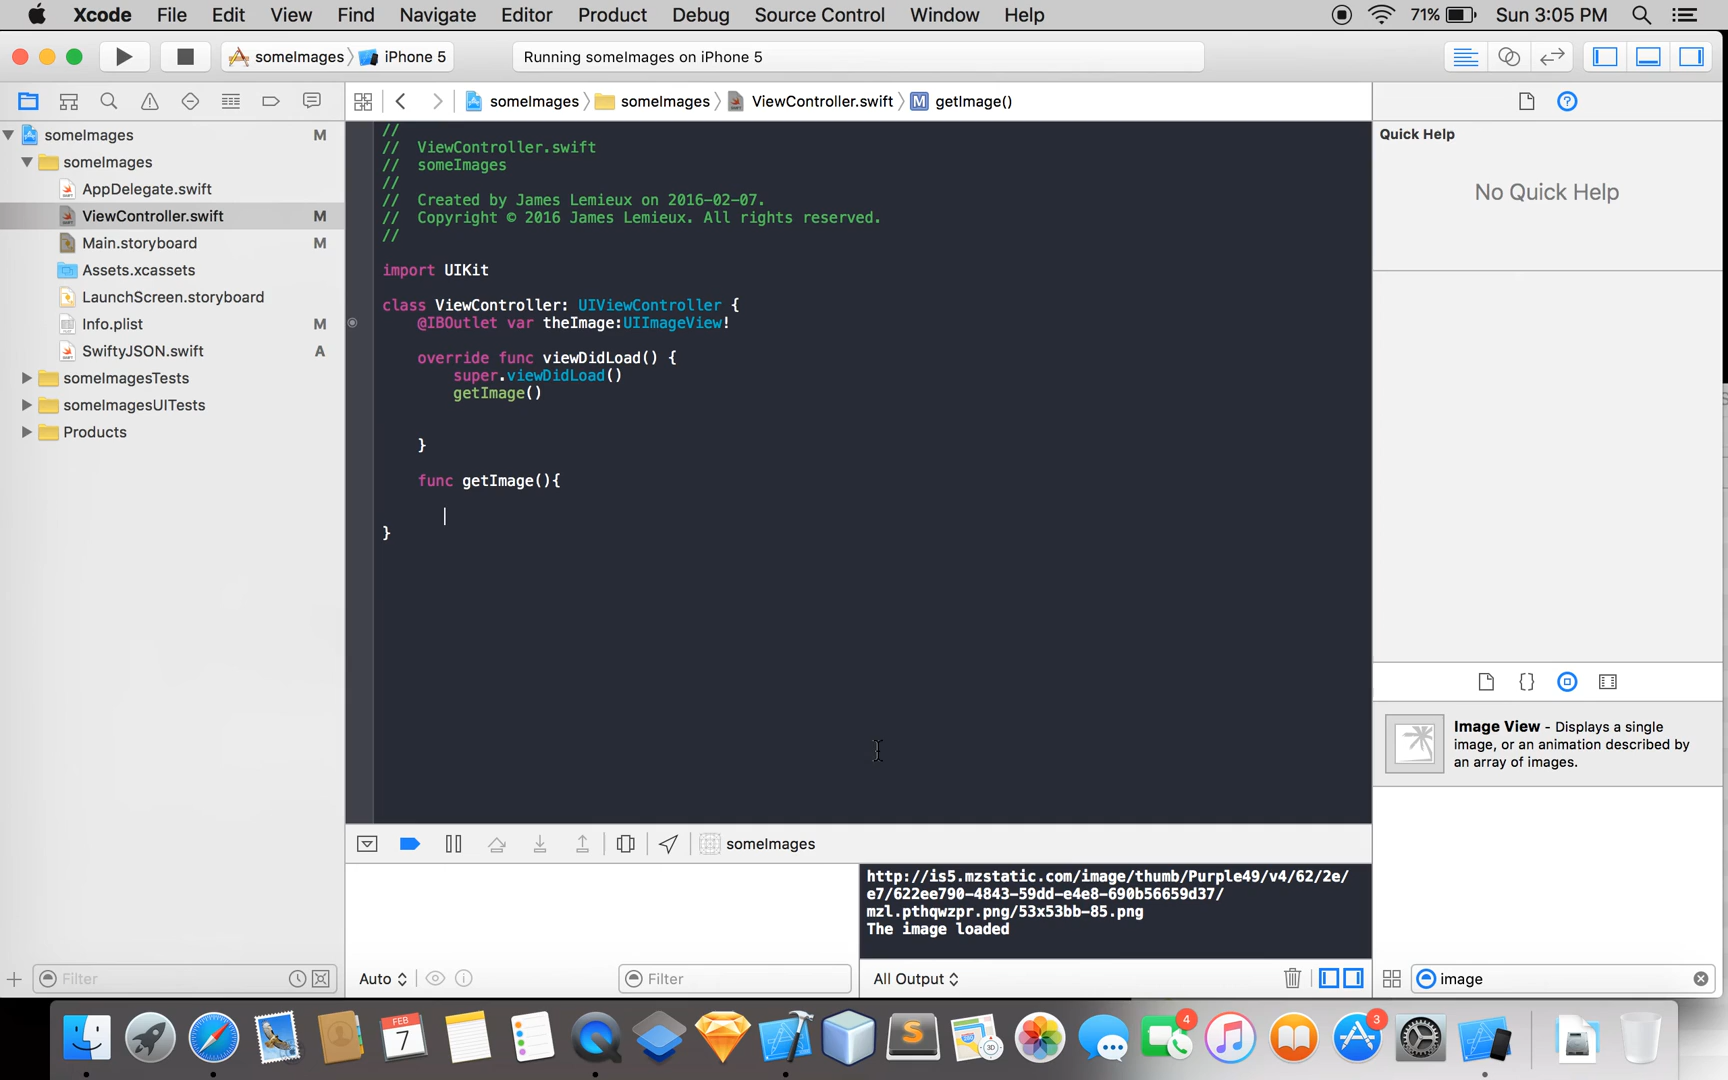 Xcode File Edit View Find Navigate Editor Product Debug Source Control Window Help 71% Sun 3:05 PM
someImages iPhone 5 Running someImages on iPhone 5
someImages someImages ViewController.swift M getImage()
someImages M
someImages
AppDelegate.swift
ViewController.swift M
Main.storyboard M
Assets.xcassets
LaunchScreen.storyboard
Info.plist M
SwiftyJSON.swift A
someImagesTests
someImagesUITests
Products
Filter
//
// ViewController.swift
// someImages
//
// Created by James Lemieux on 2016-02-07.
// Copyright © 2016 James Lemieux. All rights reserved.
//
import UIKit
class ViewController: UIViewController {
@IBOutlet var theImage:UIImageView!
override func viewDidLoad() {
super.viewDidLoad()
getImage()
}
func getImage(){
}
someImages
http://is5.mzstatic.com/image/thumb/Purple49/v4/62/2e/
e7/622ee790-4843-59dd-e4e8-690b56659d37/
mzl.pthqwzpr.png/53x53bb-85.png
The image loaded
Auto Filter All Output
Quick Help
No Quick Help
{}
Image View - Displays a single
image, or an animation described by
an array of images.
image
FEB
7
S
3D
4
3